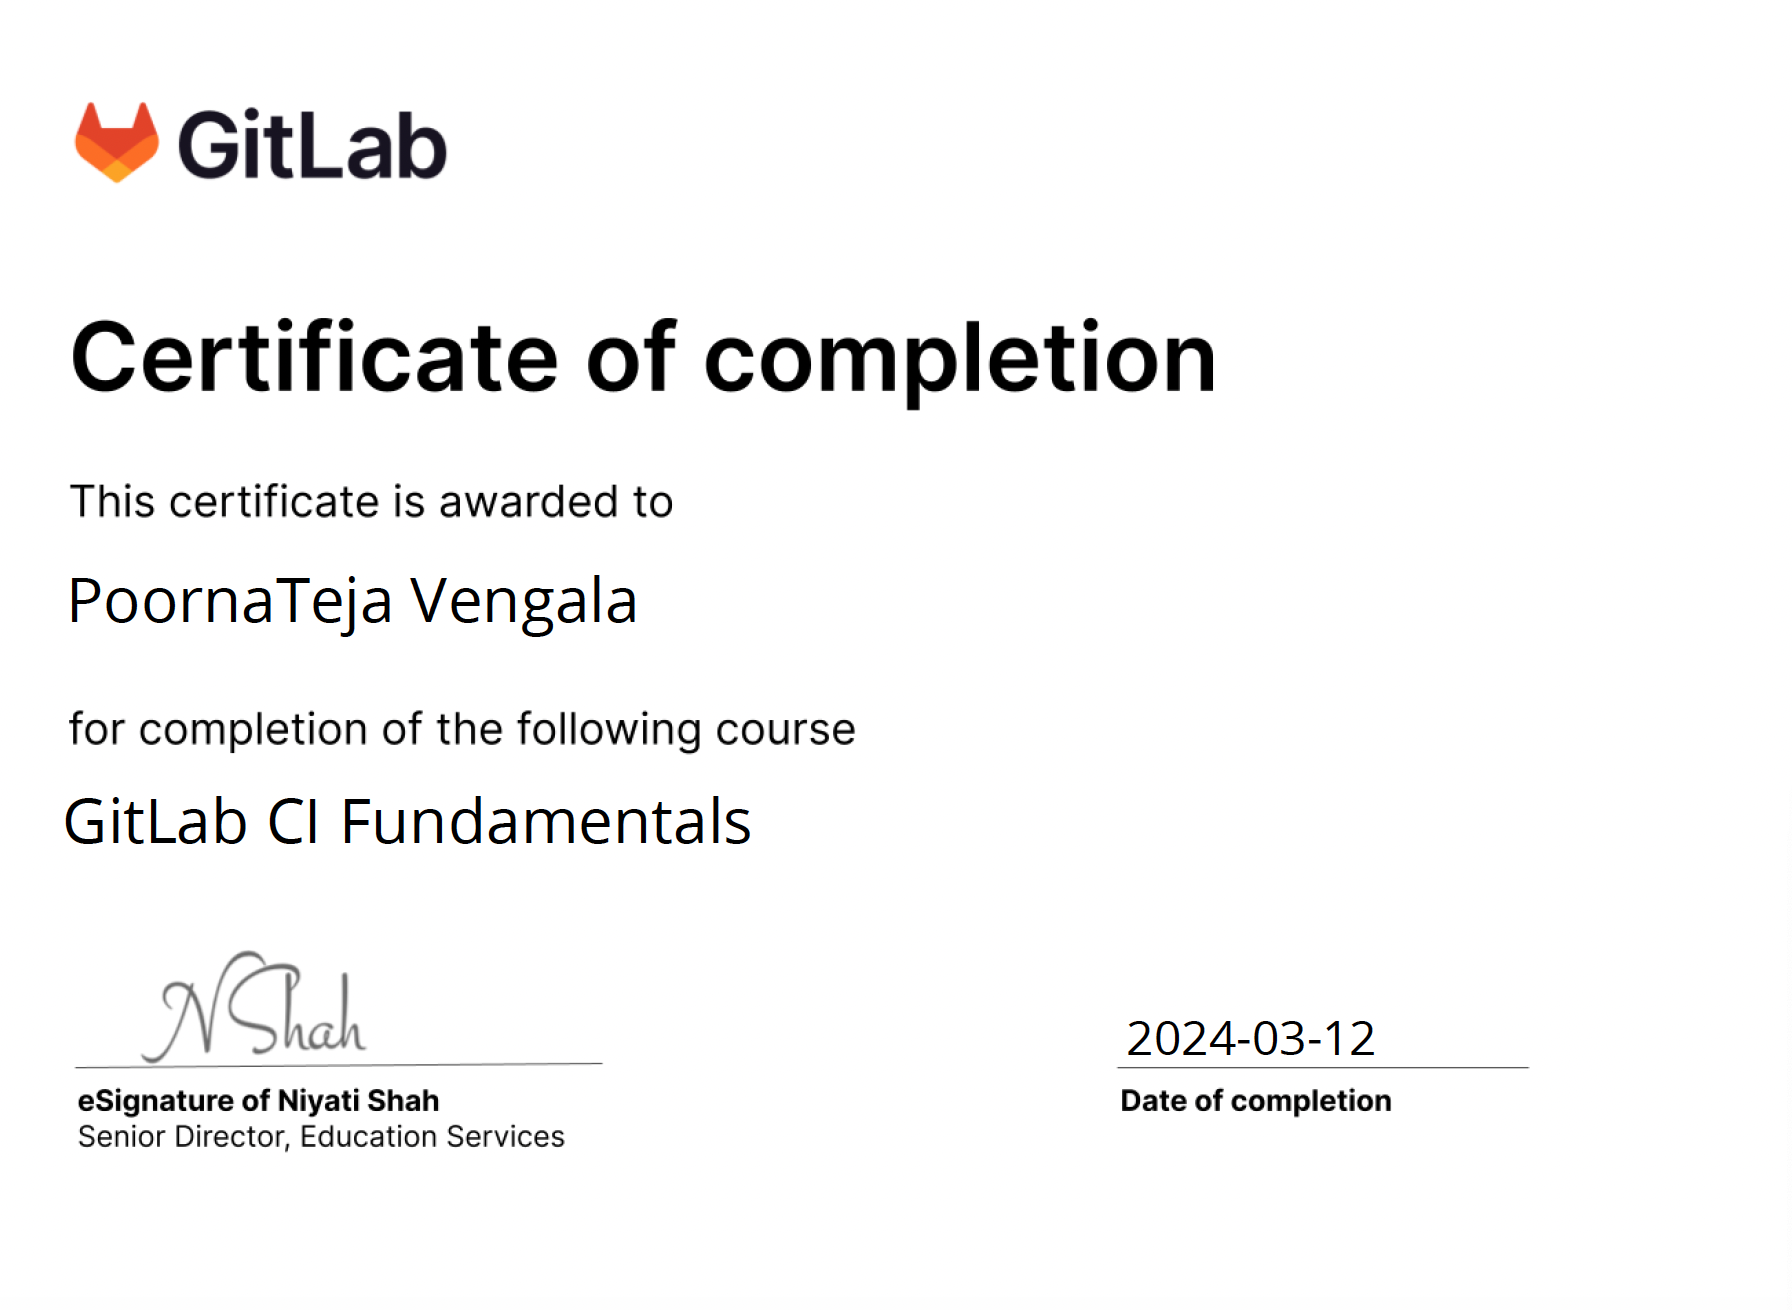 GitLab
Certificate of completion
This certificate is awarded to
PoornaTeja Vengala
for completion of the following course
GitLab CI Fundamentals
NShah
2024-03-12
eSignature of Niyati Shah
Date of completion
Senior Director, Education Services